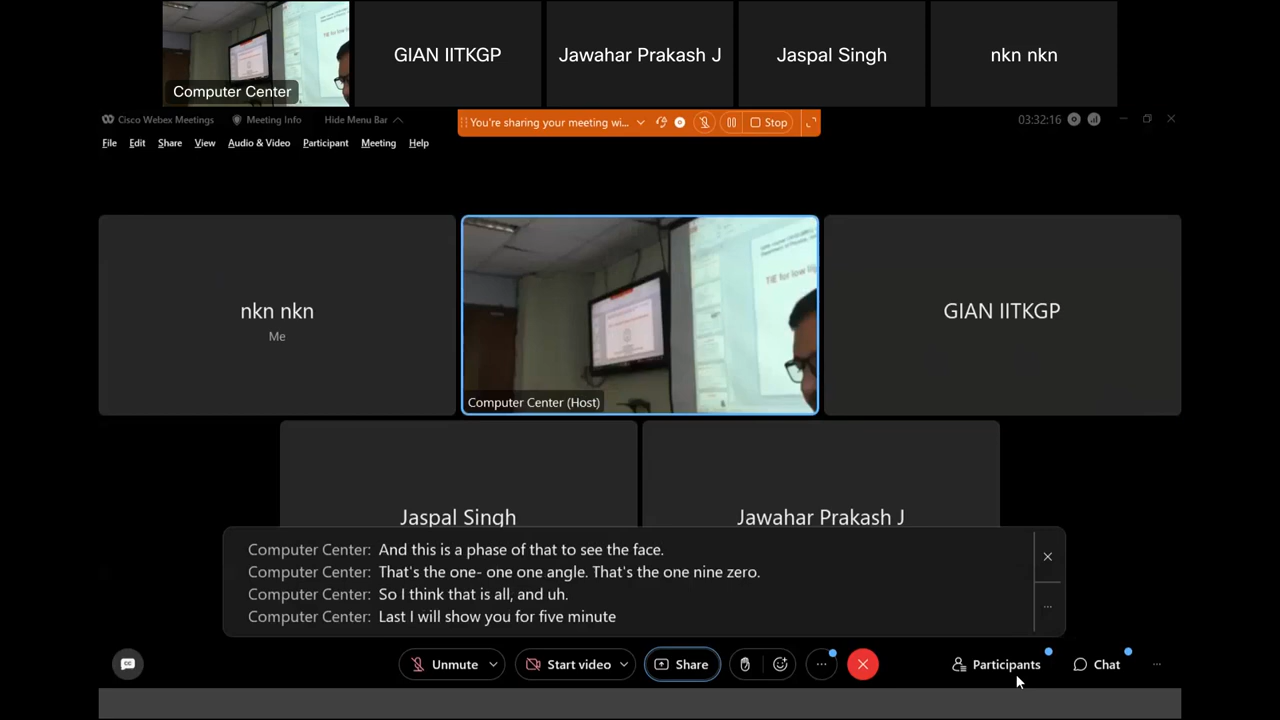 GIAN IITKGP
Jawahar Prakash J
Jaspal Singh
nkn nkn
Computer Center
Cisco Webex Meetings
Meeting Info
Hide Menu Bar
You're sharing your meeting wi...
Stop
03:32:16
File Edit Share View Audio & Video Participant Meeting Help
nkn nkn
Me
TIE for low
Computer Center (Host)
GIAN IITKGP
Jaspal Singh
Jawahar Prakash J
Computer Center: And this is a phase of that to see the face.
Computer Center: That's the one- one one angle. That's the one nine zero.
Computer Center: So I think that is all, and uh.
Computer Center: Last I will show you for five minute
Unmute
Start video
Share
Participants
Chat